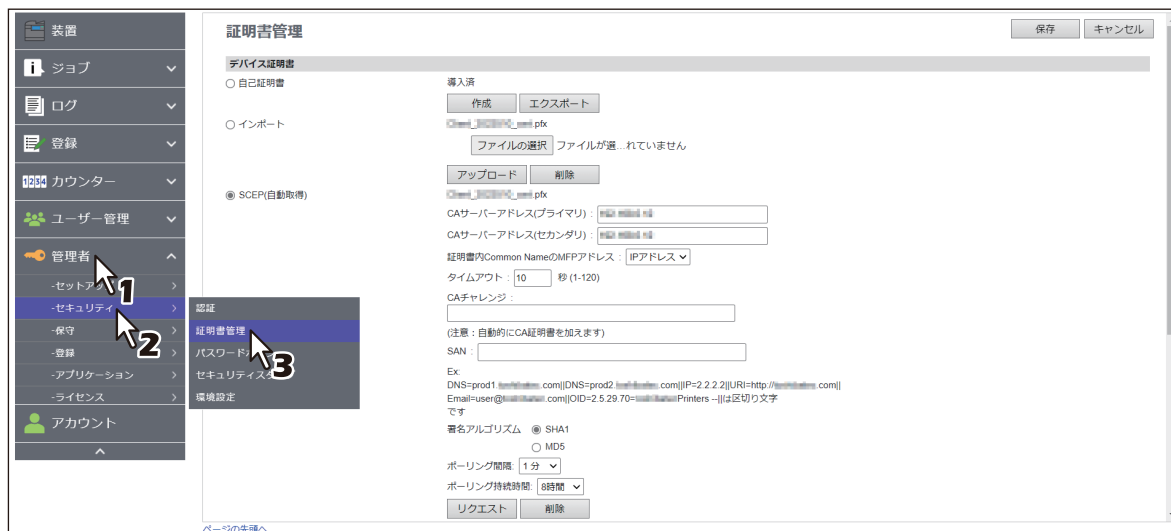 装置
ジョブ
ログ
登録
1234 カウンター
ユーザー管理
管理者
-セットアップ
-セキュリティ
-保守
-登録
-アプリケーション
-ライセンス
アカウント
1
2
3
認証
証明書管理
パスワードポ
セキュリティスタ
環境設定
証明書管理
保存 キャンセル
デバイス証明書
自己証明書 導入済
作成 エクスポート
インポート .pfx
ファイルの選択 ファイルが選...れていません
アップロード 削除
SCEP(自動取得) .pfx
CAサーバーアドレス(プライマリ) :
CAサーバーアドレス(セカンダリ) :
証明書内Common NameのMFPアドレス : IPアドレス
タイムアウト : 10 秒 (1-120)
CAチャレンジ :
(注意 : 自動的にCA証明書を加えます)
SAN :
Ex:
DNS=prod1. .com||DNS=prod2. .com||IP=2.2.2.2||URI=http:// .com||
Email=user@ .com||OID=2.5.29.70= Printers --||は区切り文字
です
署名アルゴリズム SHA1
MD5
ポーリング間隔: 1 分
ポーリング持続時間: 8時間
リクエスト 削除
ページの先頭へ